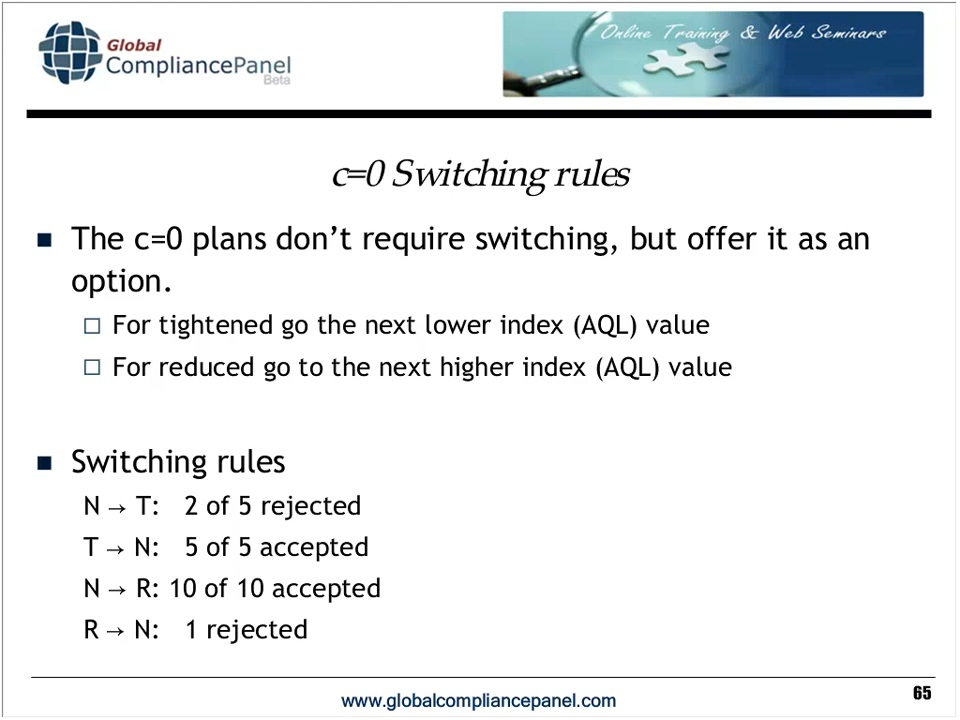 Global
CompliancePanel
Beta
Online Training & Web Seminars
c=0 Switching rules
The c=0 plans don't require switching, but offer it as an
option.
For tightened go the next lower index (AQL) value
For reduced go to the next higher index (AQL) value
Switching rules
N → T: 2 of 5 rejected
T → N: 5 of 5 accepted
N → R: 10 of 10 accepted
R → N: 1 rejected
www.globalcompliancepanel.com
65